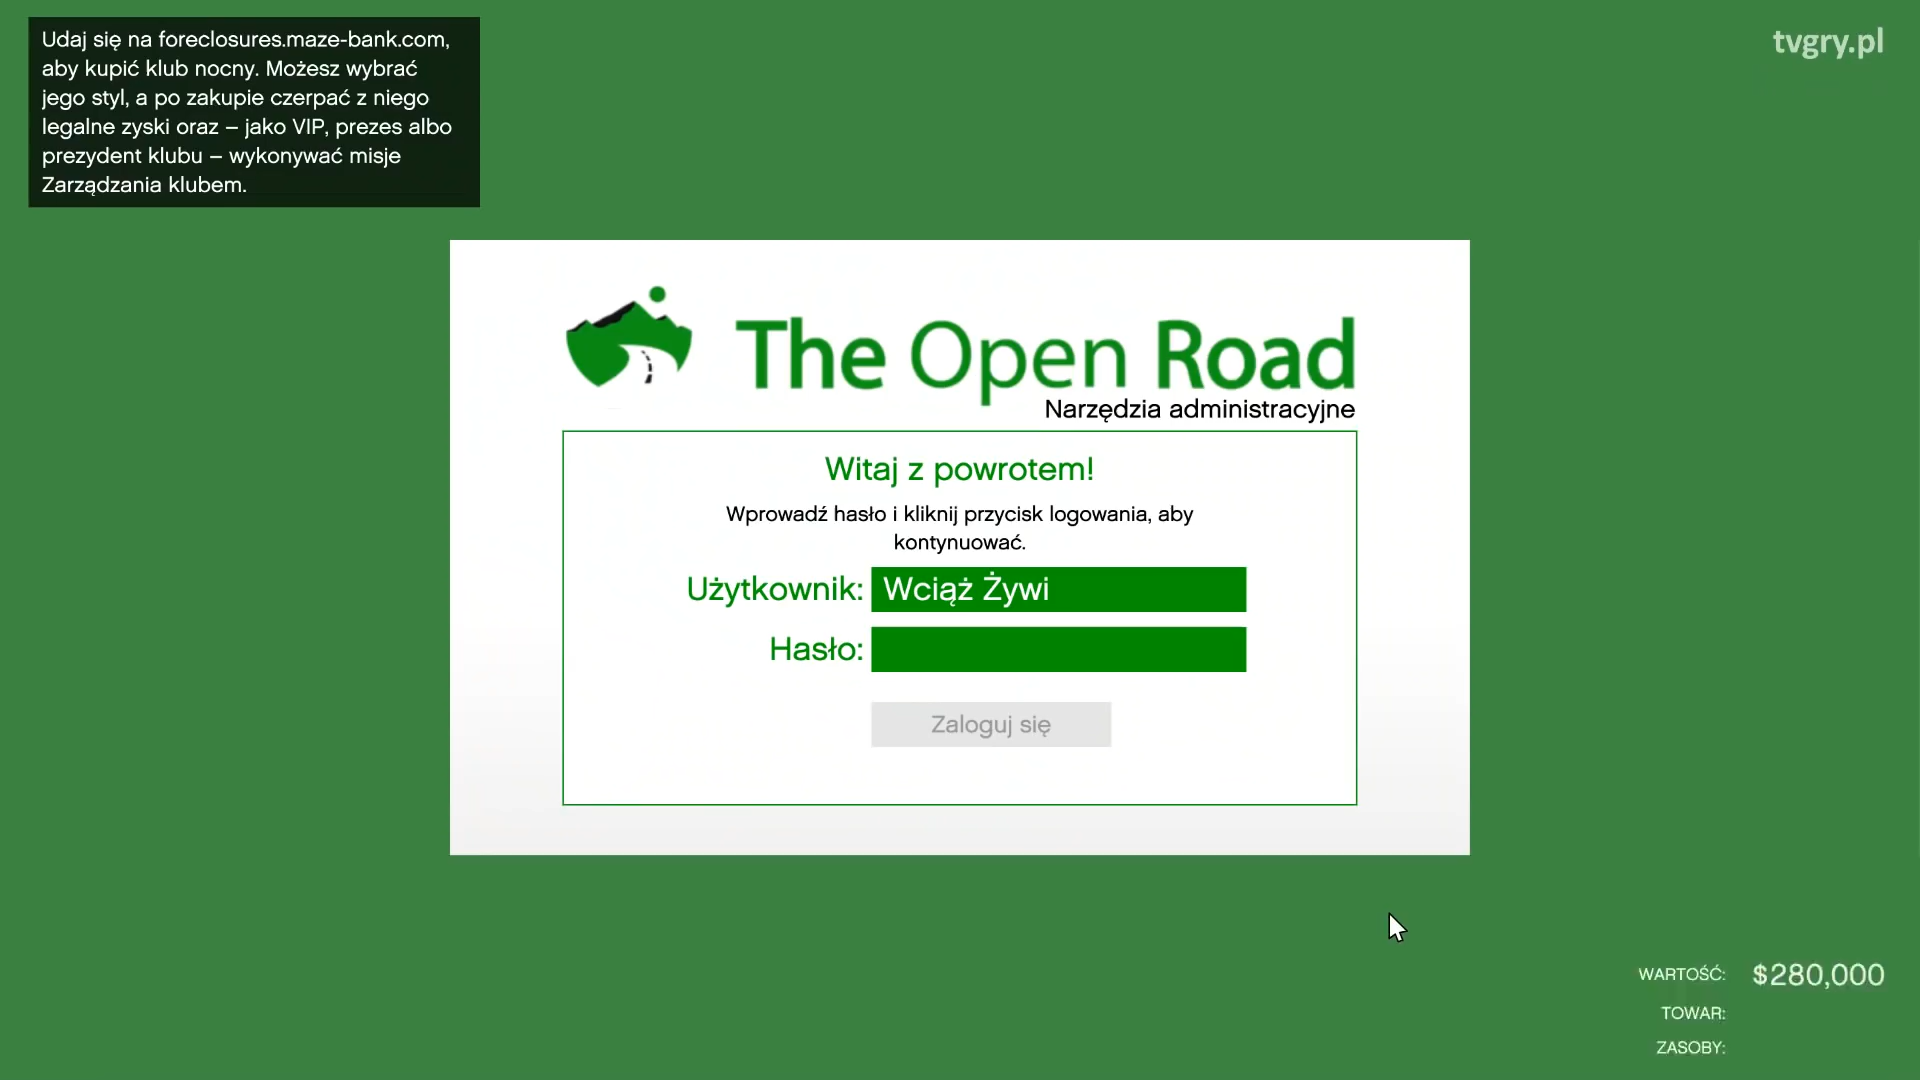 Udaj się na foreclosures.maze-bank.com,
aby kupić klub nocny. Możesz wybrać
jego styl, a po zakupie czerpać z niego
legalne zyski oraz – jako VIP, prezes albo
prezydent klubu – wykonywać misje
Zarządzania klubem.
tvgry.pl
The Open Road
Narzędzia administracyjne
Witaj z powrotem!
Wprowadź hasło i kliknij przycisk logowania, aby
kontynuować.
Użytkownik: Wciąż Żywi
Hasło:
Zaloguj się
WARTOŚĆ: $280,000
TOWAR:
ZASOBY: